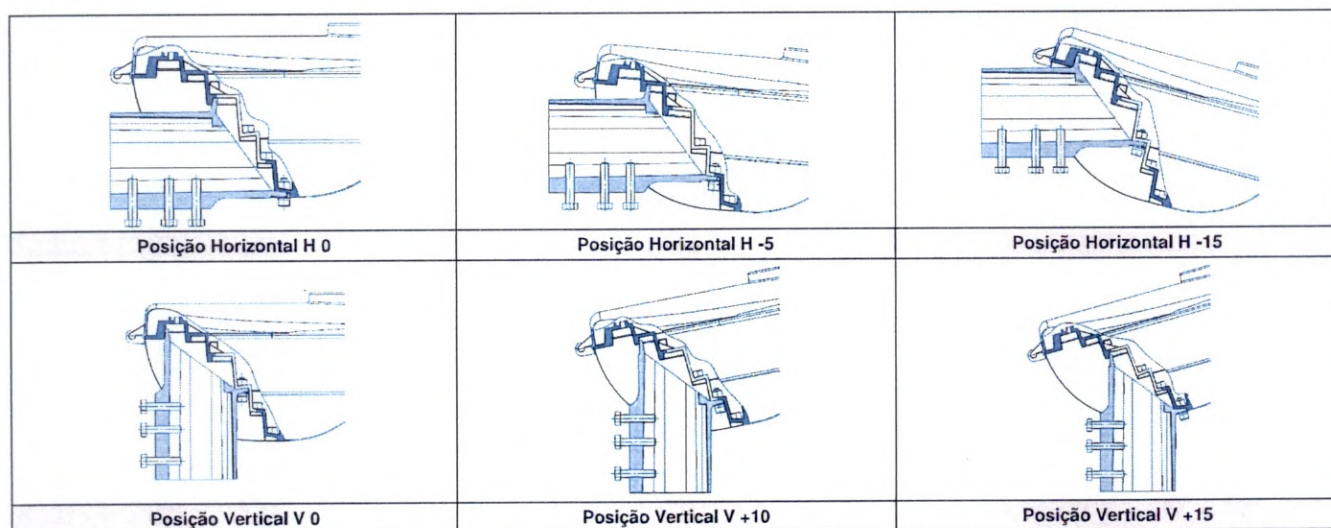 Posição Horizontal H 0
Posição Horizontal H -5
Posição Horizontal H -15
Posição Vertical V 0
Posição Vertical V +10
Posição Vertical V +15